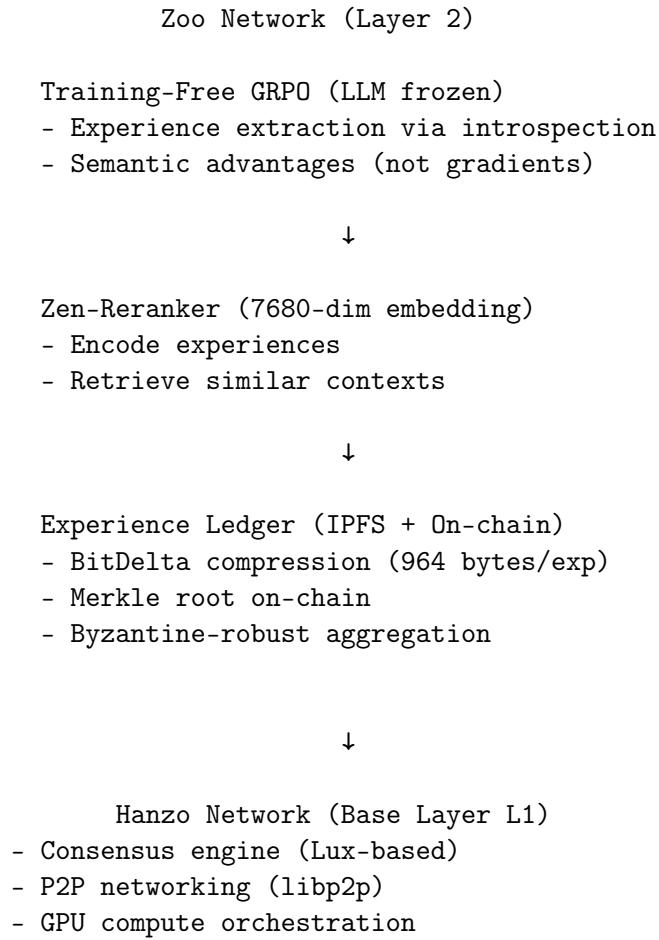 Zoo Network (Layer 2)
Training-Free GRPO (LLM frozen)
- Experience extraction via introspection
- Semantic advantages (not gradients)
↓
Zen-Reranker (7680-dim embedding)
- Encode experiences
- Retrieve similar contexts
↓
Experience Ledger (IPFS + On-chain)
- BitDelta compression (964 bytes/exp)
- Merkle root on-chain
- Byzantine-robust aggregation
↓
Hanzo Network (Base Layer L1)
- Consensus engine (Lux-based)
- P2P networking (libp2p)
- GPU compute orchestration